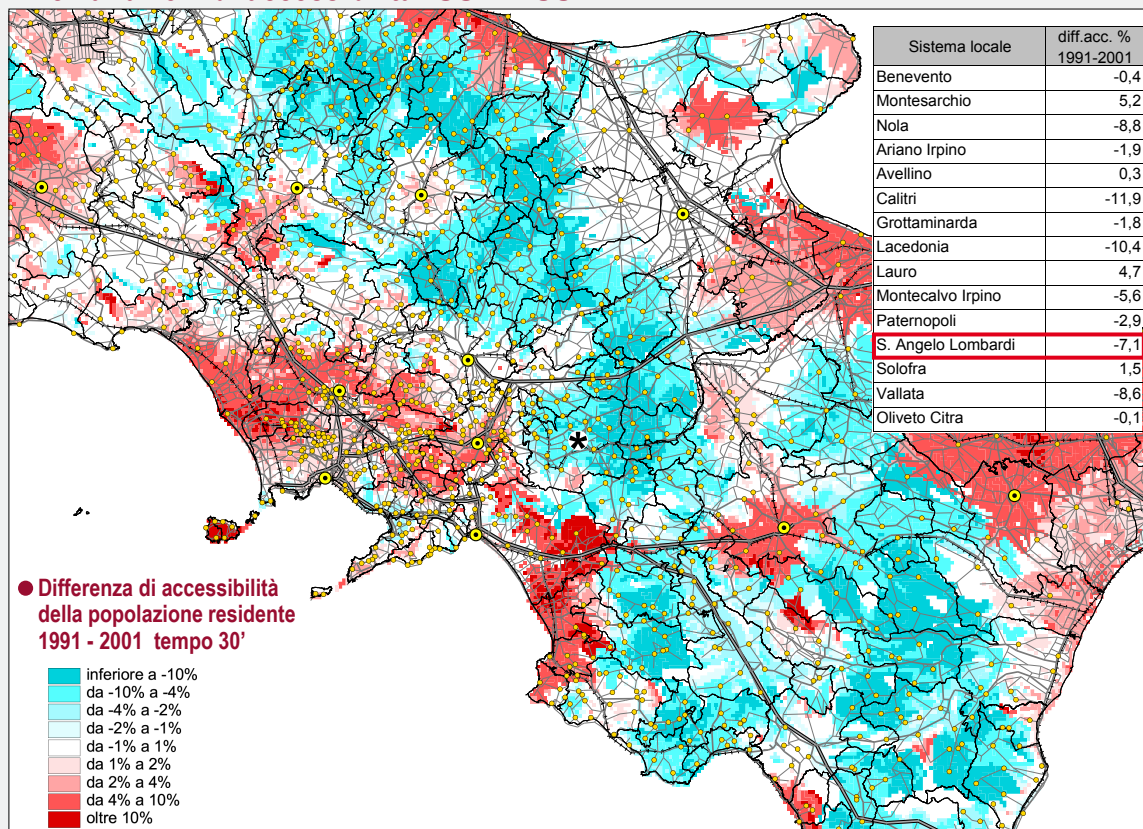 Sistema locale diff.acc. % 1991-2001
Benevento -0,4
Montesarchio 5,2
Nola -8,8
Ariano Irpino -1,9
Avellino 0,3
Calitri -11,9
Grottaminarda -1,8
Lacedonia -10,4
Lauro 4,7
Montecalvo Irpino -5,6
Paternopoli -2,9
S. Angelo Lombardi -7,1
Solofra 1,5
Vallata -8,6
Oliveto Citra -0,1
*
Differenza di accessibilità
della popolazione residente
1991 - 2001 tempo 30'
inferiore a -10%
da -10% a -4%
da -4% a -2%
da -2% a -1%
da -1% a 1%
da 1% a 2%
da 2% a 4%
da 4% a 10%
oltre 10%